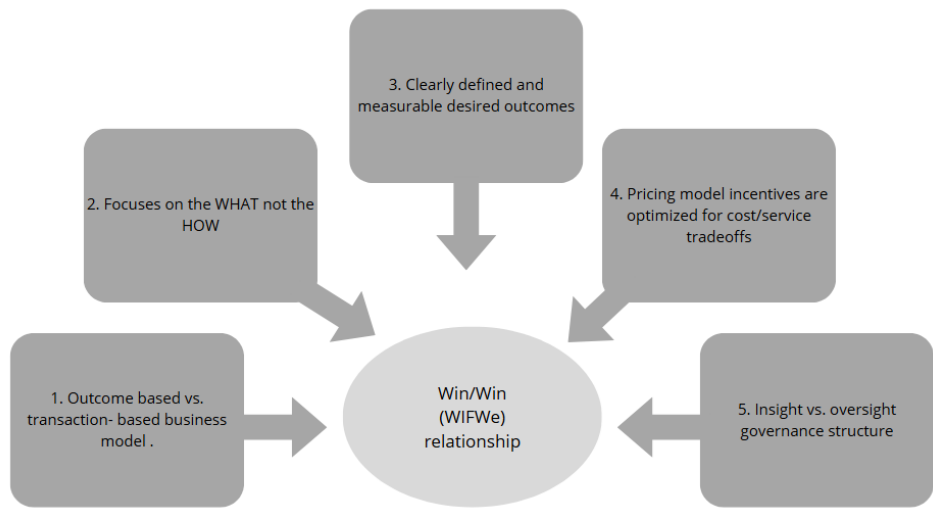 1. Outcome based vs.
transaction- based business
model .
2. Focuses on the WHAT not the
HOW
3. Clearly defined and
measurable desired outcomes
4. Pricing model incentives are
optimized for cost/service
tradeoffs
5. Insight vs. oversight
governance structure
Win/Win
(WIFWe)
relationship